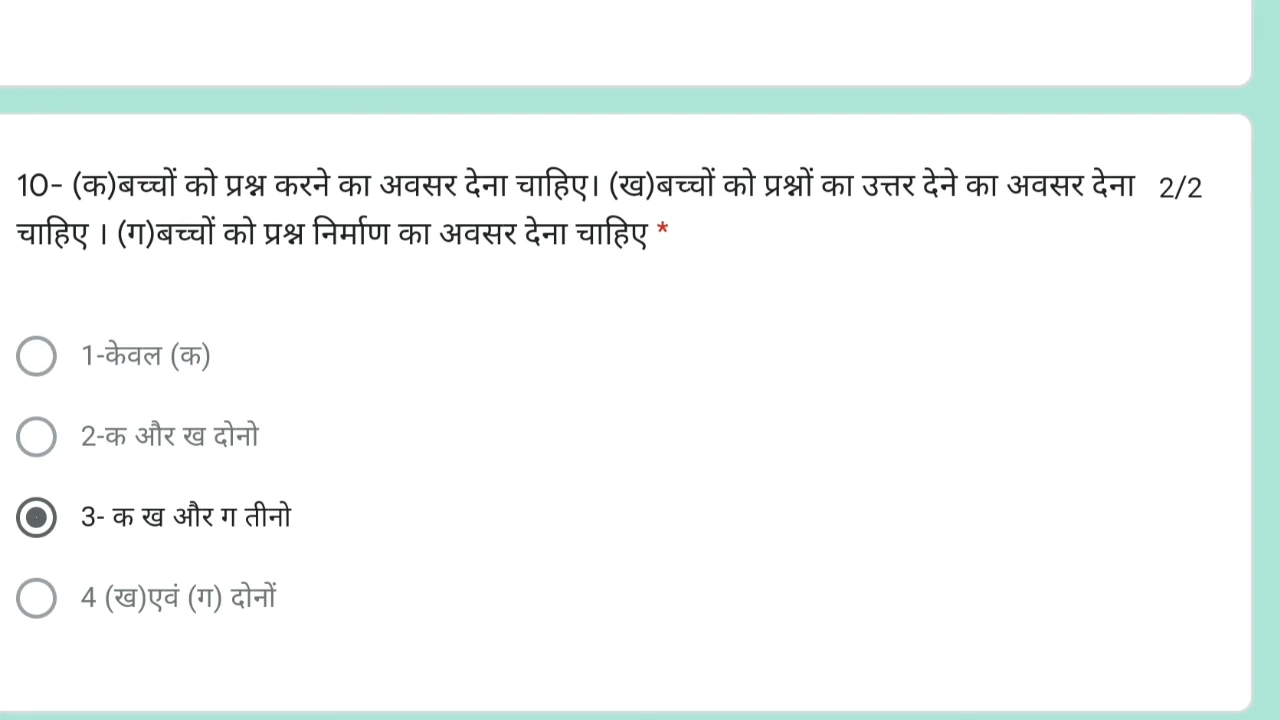 10- (क)बच्चों को प्रश्न करने का अवसर देना चाहिए। (ख)बच्चों को प्रश्नों का उत्तर देने का अवसर देना 2/2
चाहिए । (ग)बच्चों को प्रश्न निर्माण का अवसर देना चाहिए *
1-केवल (क)
2-क और ख दोनो
3- क ख और ग तीनो
4 (ख)एवं (ग) दोनों